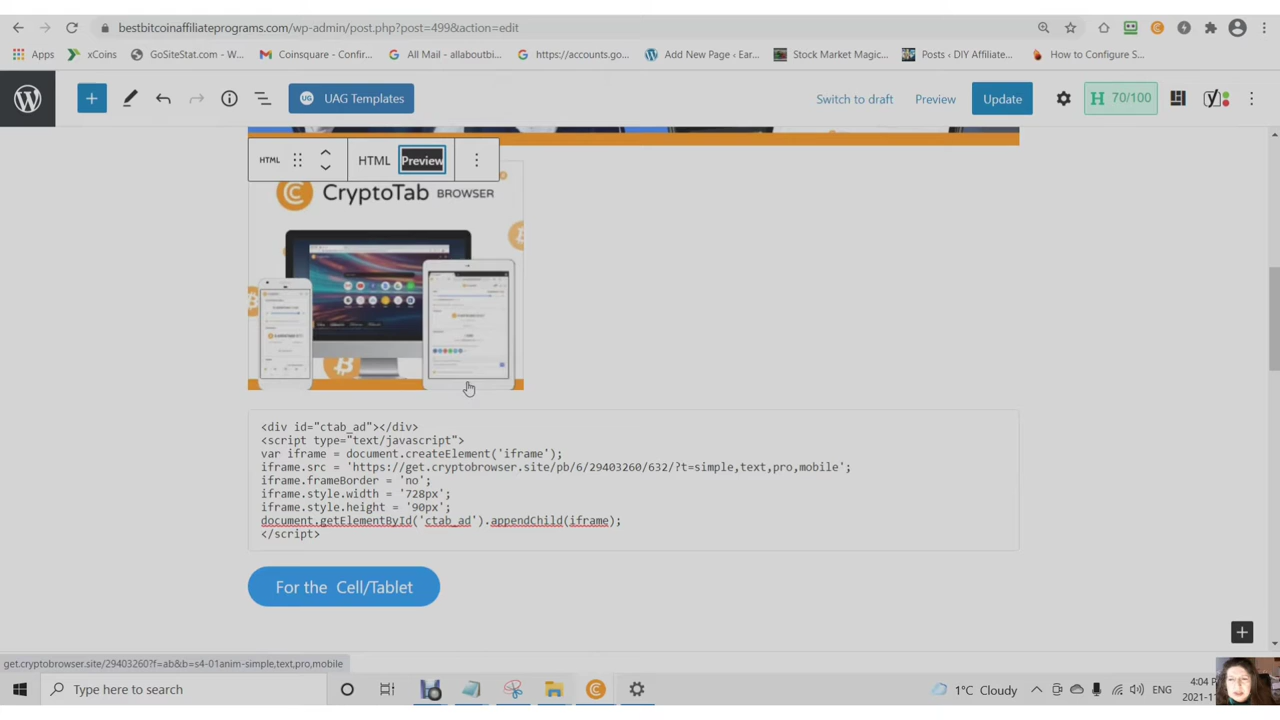 bestbitcoinaffiliateprograms.com/wp-admin/post.php?post=499&action=edit
Apps xCoins GoSiteStat.com - W... Coinsquare - Confir... All Mail - allaboutbi... https://accounts.go... Add New Page ‹ Ear... Stock Market Magic... Posts ‹ DIY Affiliate... How to Configure S...
UG UAG Templates Switch to draft Preview Update H 70/100
HTML HTML Preview
CryptoTab BROWSER
<div id="ctab_ad"></div>
<script type="text/javascript">
var iframe = document.createElement('iframe');
iframe.src = 'https://get.cryptobrowser.site/pb/6/29403260/632/?t=simple,text,pro,mobile';
iframe.frameBorder = 'no';
iframe.style.width = '728px';
iframe.style.height = '90px';
document.getElementById('ctab_ad').appendChild(iframe);
</script>
For the Cell/Tablet
get.cryptobrowser.site/29403260?f=ab&b=s4-01anim-simple,text,pro,mobile
Type here to search 1°C Cloudy ENG 4:04 P
2021-11